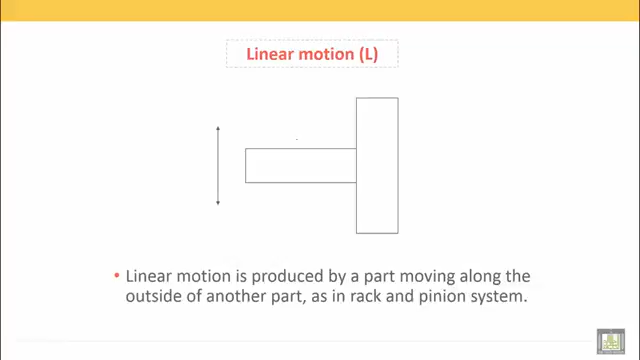 Linear motion (L)
• Linear motion is produced by a part moving along the
outside of another part, as in rack and pinion system.